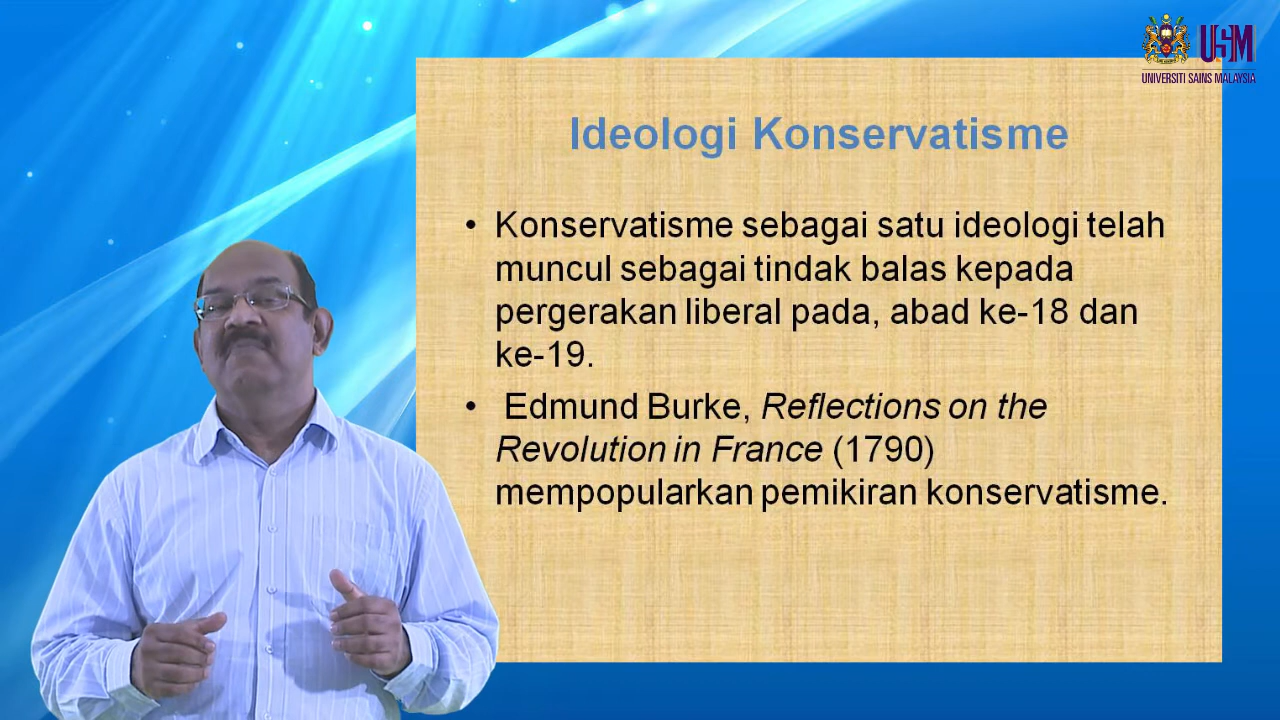 USM
UNIVERSITI SAINS MALAYSIA
Ideologi Konservatisme
• Konservatisme sebagai satu ideologi telah
muncul sebagai tindak balas kepada
pergerakan liberal pada, abad ke-18 dan
ke-19.
• Edmund Burke, Reflections on the
Revolution in France (1790)
mempopularkan pemikiran konservatisme.